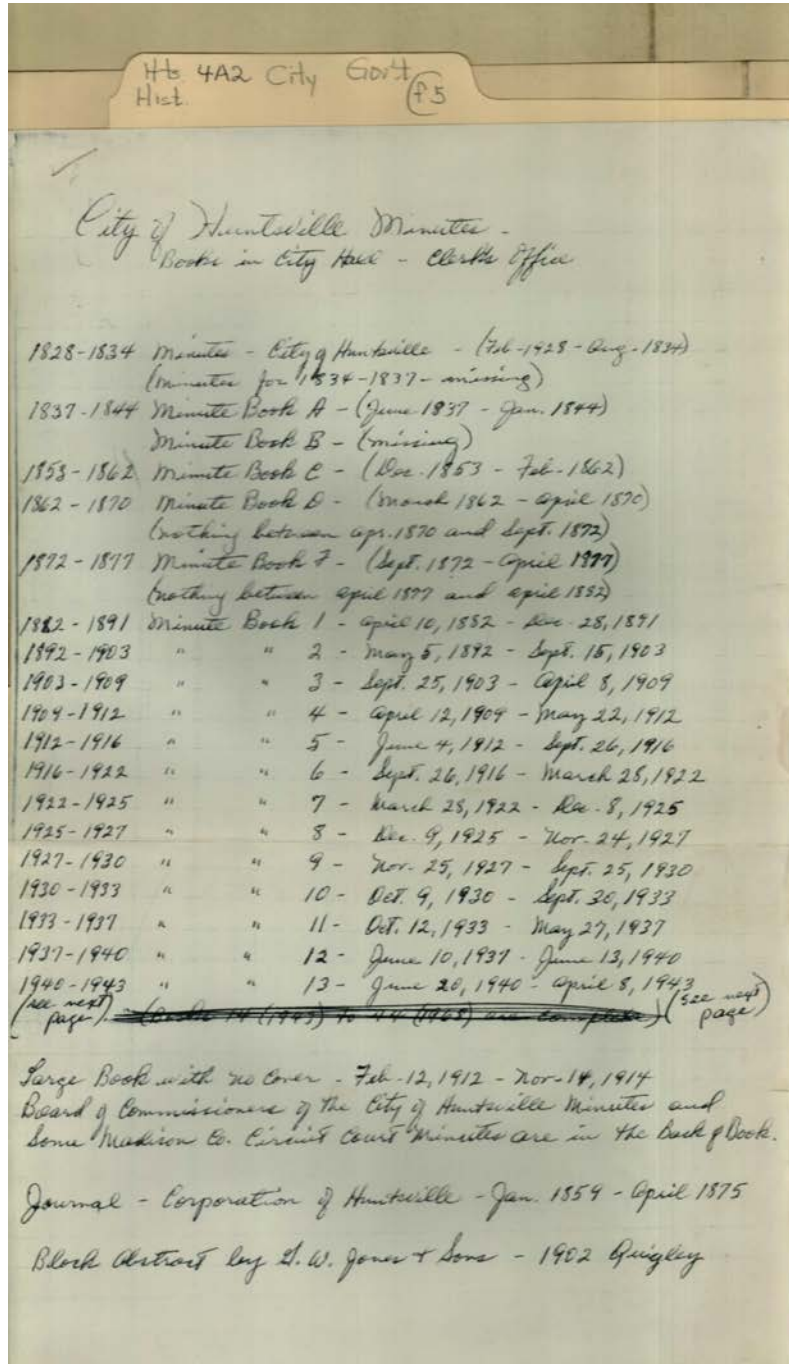 Hts 4A2 City Gov't
Hist. f5
City of Huntsville Minutes -
Books in City Hall - Clerk's Office
1828-1834 Minutes - City of Huntsville - (Feb-1928 - Aug-1834)
(minutes for 1834-1837 - missing)
1837-1844 Minute Book A - (June 1837 - Jan. 1844)
Minute Book B - (missing)
1853-1862 Minute Book C - (Dec. 1853 - Feb-1862)
1862-1870 Minute Book D - (March 1862 - April 1870)
(nothing between apr. 1870 and Sept. 1872)
1872-1877 Minute Book F - (Sept. 1872 - April 1877)
(nothing between april 1877 and april 1882)
1882-1891 Minute Book 1 - April 10, 1882 - Dec. 28, 1891
1892-1903 " " 2 - May 5, 1892 - Sept. 15, 1903
1903-1909 " " 3 - Sept. 25, 1903 - April 8, 1909
1909-1912 " " 4 - April 12, 1909 - May 22, 1912
1912-1916 " " 5 - June 4, 1912 - Sept. 26, 1916
1916-1922 " " 6 - Sept. 26, 1916 - March 28, 1922
1922-1925 " " 7 - March 28, 1922 - Dec. 8, 1925
1925-1927 " " 8 - Dec. 9, 1925 - Nov. 24, 1927
1927-1930 " " 9 - Nov. 25, 1927 - Sept. 25, 1930
1930-1933 " " 10 - Oct. 9, 1930 - Sept. 30, 1933
1933-1937 " " 11 - Oct. 12, 1933 - May 27, 1937
1937-1940 " " 12 - June 10, 1937 - June 13, 1940
1940-1943 " " 13 - June 20, 1940 - April 8, 1943
(see next page) (Books 14 (1943) to 44 (1968) are complete) (see next page)
Large Book with no Cover - Feb-12, 1912 - Nov-14, 1914
Board of Commissioners of the City of Huntsville Minutes and
Some Madison Co. Circuit Court Minutes are in the Back of Book.
Journal - Corporation of Huntsville - Jan. 1859 - April 1875
Block Abstract by G. W. Jones + Sons - 1902 Quigley